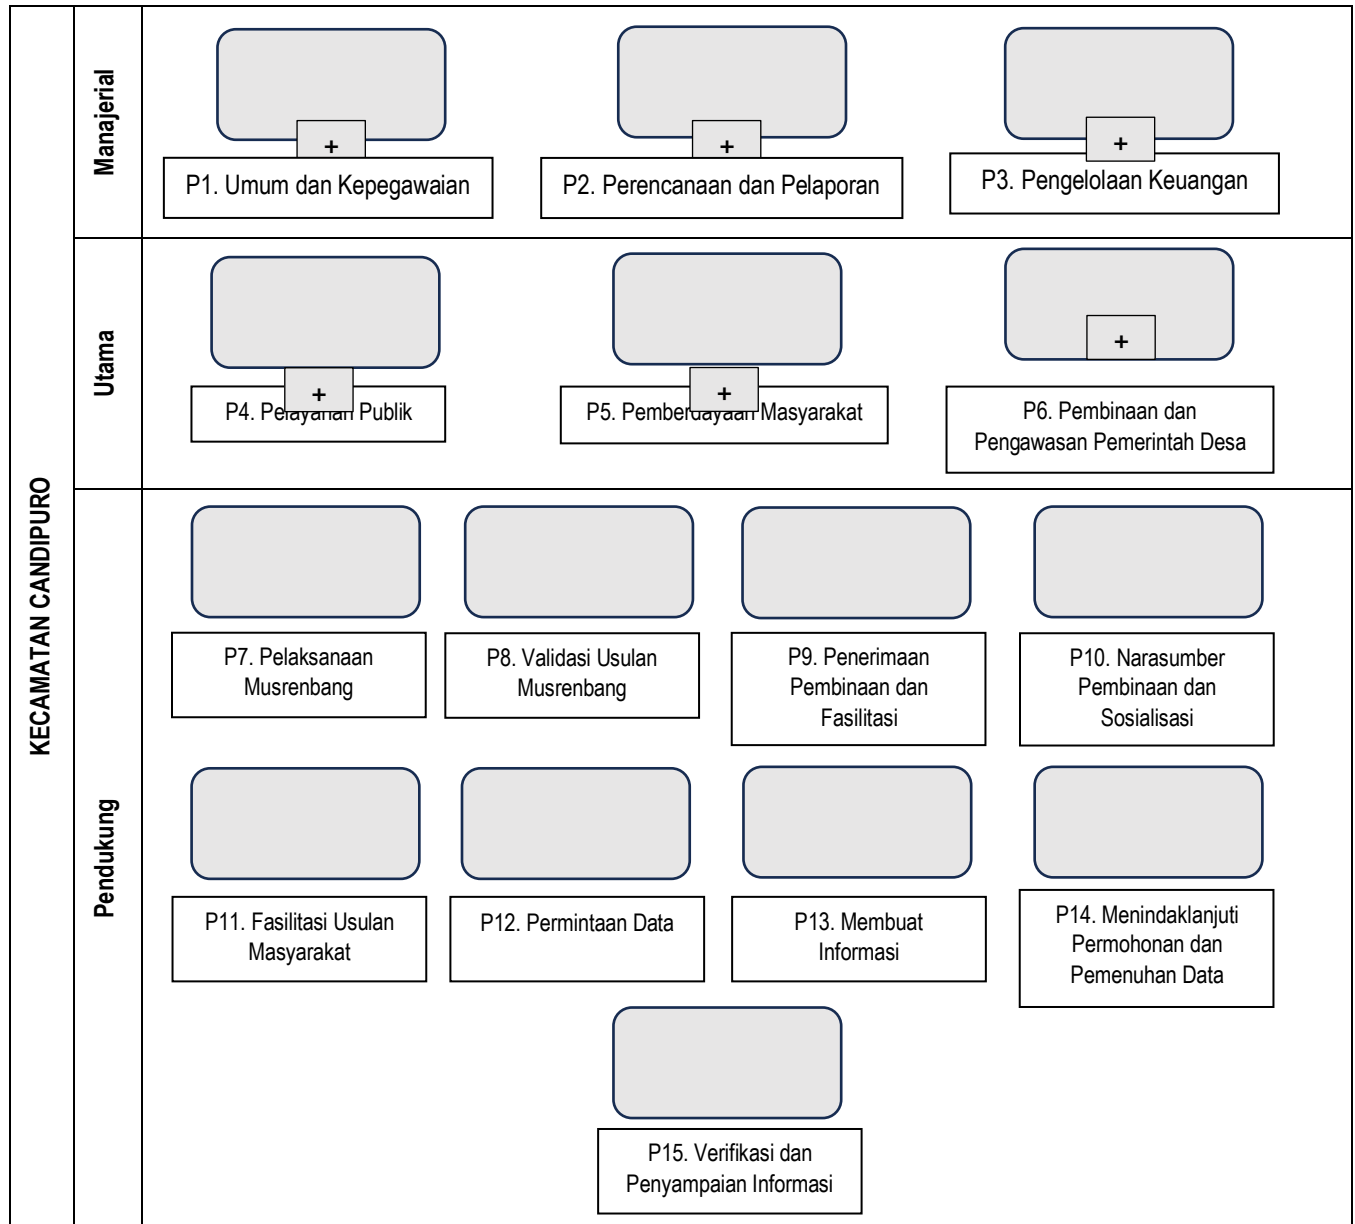 KECAMATAN CANDIPURO
Manajerial
+
+
+
P1. Umum dan Kepegawaian
P2. Perencanaan dan Pelaporan
P3. Pengelolaan Keuangan
Utama
+
+
+
P4. Pelayanan Publik
P5. Pemberdayaan Masyarakat
P6. Pembinaan dan
Pengawasan Pemerintah Desa
Pendukung
P7. Pelaksanaan
Musrenbang
P8. Validasi Usulan
Musrenbang
P9. Penerimaan
Pembinaan dan
Fasilitasi
P10. Narasumber
Pembinaan dan
Sosialisasi
P11. Fasilitasi Usulan
Masyarakat
P12. Permintaan Data
P13. Membuat
Informasi
P14. Menindaklanjuti
Permohonan dan
Pemenuhan Data
P15. Verifikasi dan
Penyampaian Informasi